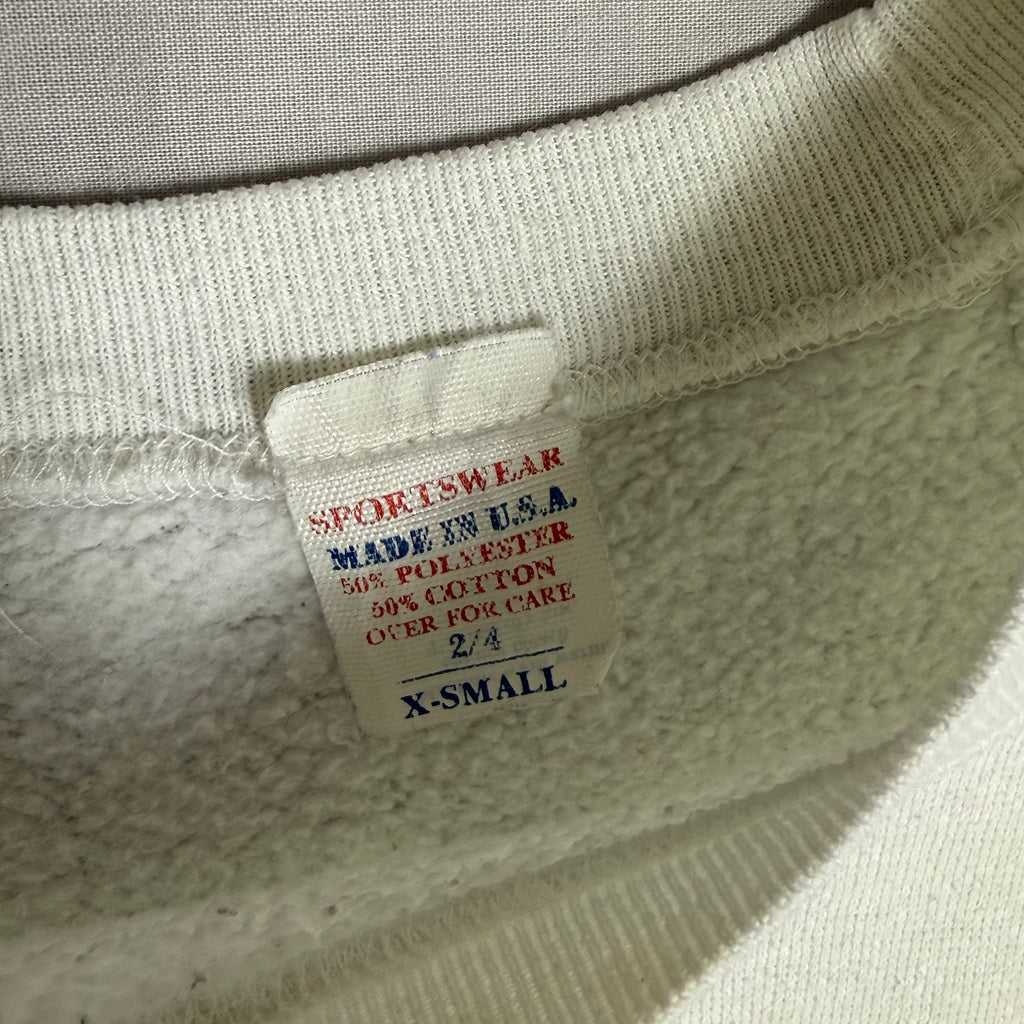 SPORTSWEAR
MADE IN U.S.A.
50% POLYESTER
50% COTTON
OVER FOR CARE
2/4
X-SMALL